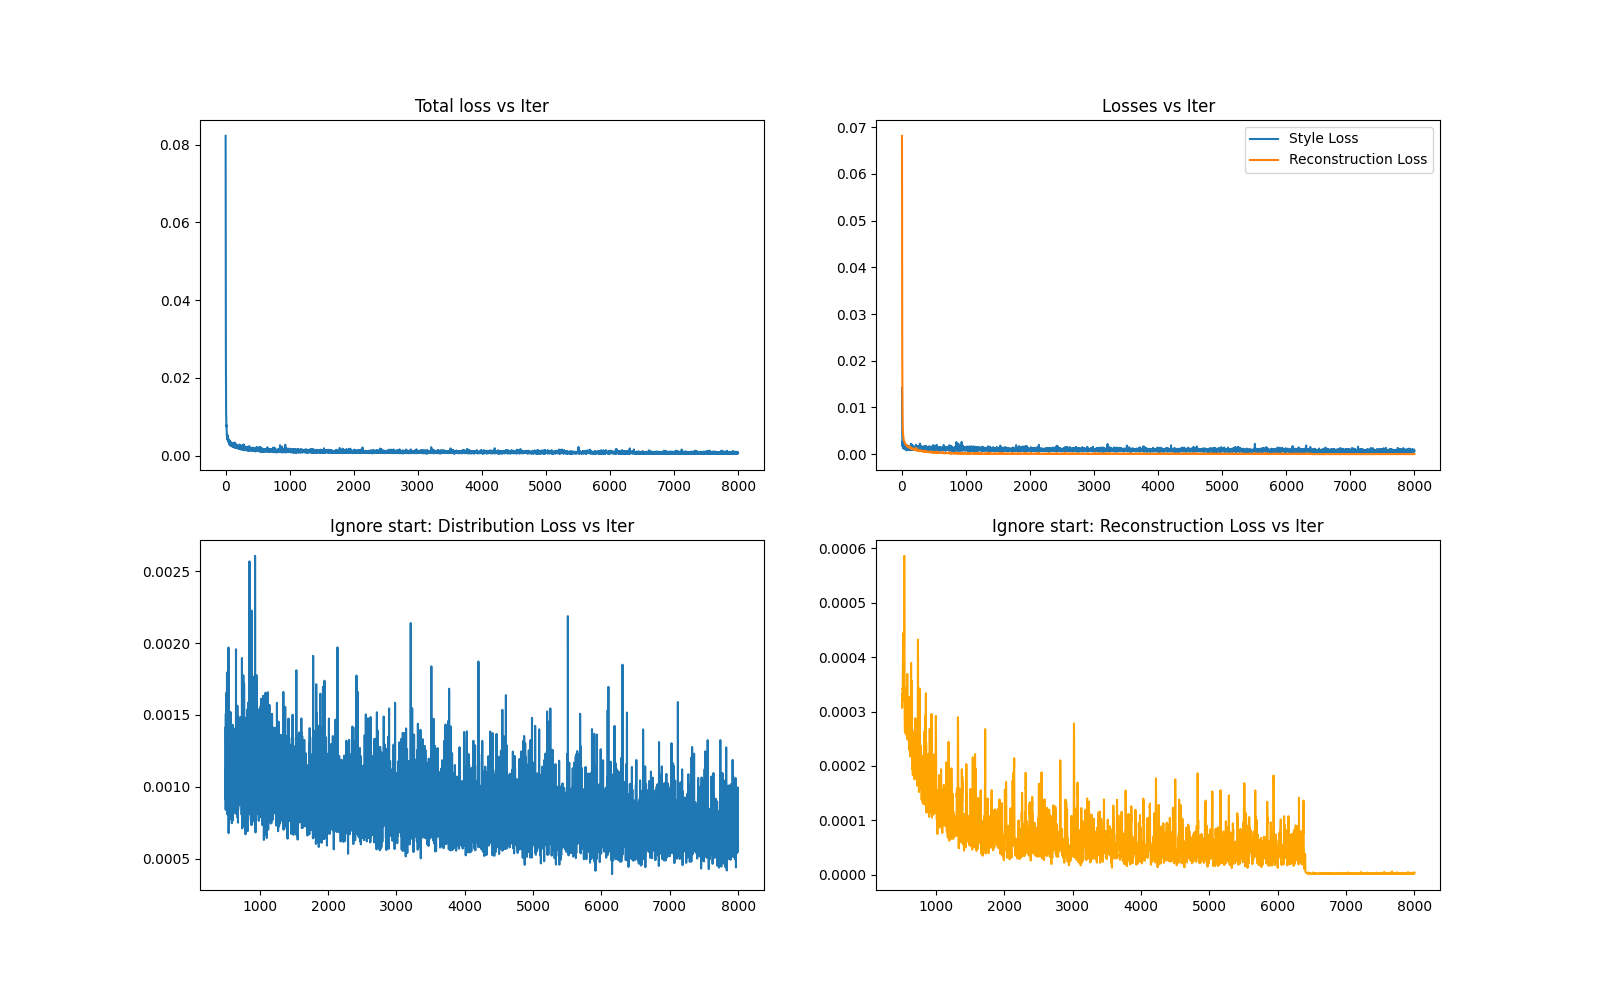 Total loss vs Iter
0.08
0.06
0.04
0.02
0.00
0 1000 2000 3000 4000 5000 6000 7000 8000
Losses vs Iter
Style Loss
Reconstruction Loss
0.07
0.06
0.05
0.04
0.03
0.02
0.01
0.00
0 1000 2000 3000 4000 5000 6000 7000 8000
Ignore start: Distribution Loss vs Iter
0.0025
0.0020
0.0015
0.0010
0.0005
1000 2000 3000 4000 5000 6000 7000 8000
Ignore start: Reconstruction Loss vs Iter
0.0006
0.0005
0.0004
0.0003
0.0002
0.0001
0.0000
1000 2000 3000 4000 5000 6000 7000 8000